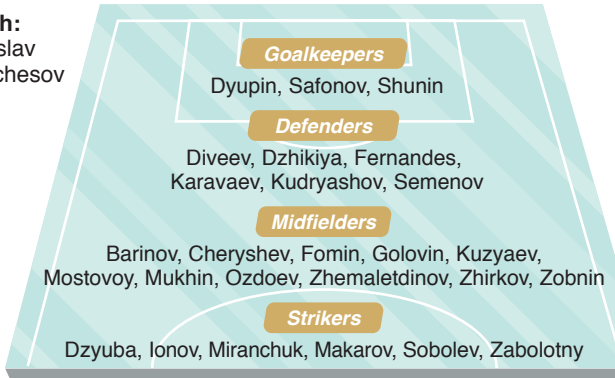 h:
slav
chesov
Goalkeepers
Dyupin, Safonov, Shunin
Defenders
Diveev, Dzhikiya, Fernandes,
Karavaev, Kudryashov, Semenov
Midfielders
Barinov, Cheryshev, Fomin, Golovin, Kuzyaev,
Mostovoy, Mukhin, Ozdoev, Zhemaletdinov, Zhirkov, Zobnin
Strikers
Dzyuba, Ionov, Miranchuk, Makarov, Sobolev, Zabolotny